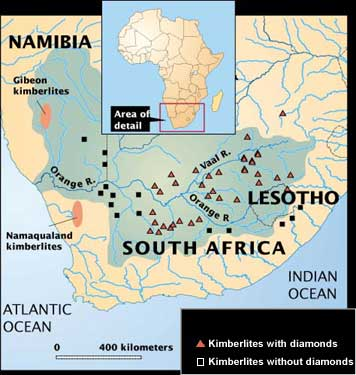 NAMIBIA
Gibeon
kimberlites
Area of
detail
Vaal R.
Orange R.
Orange R
LESOTHO
Namaqualand
kimberlites
SOUTH AFRICA
INDIAN
OCEAN
ATLANTIC
OCEAN
0 400 kilometers
Kimberlites with diamonds
Kimberlites without diamonds